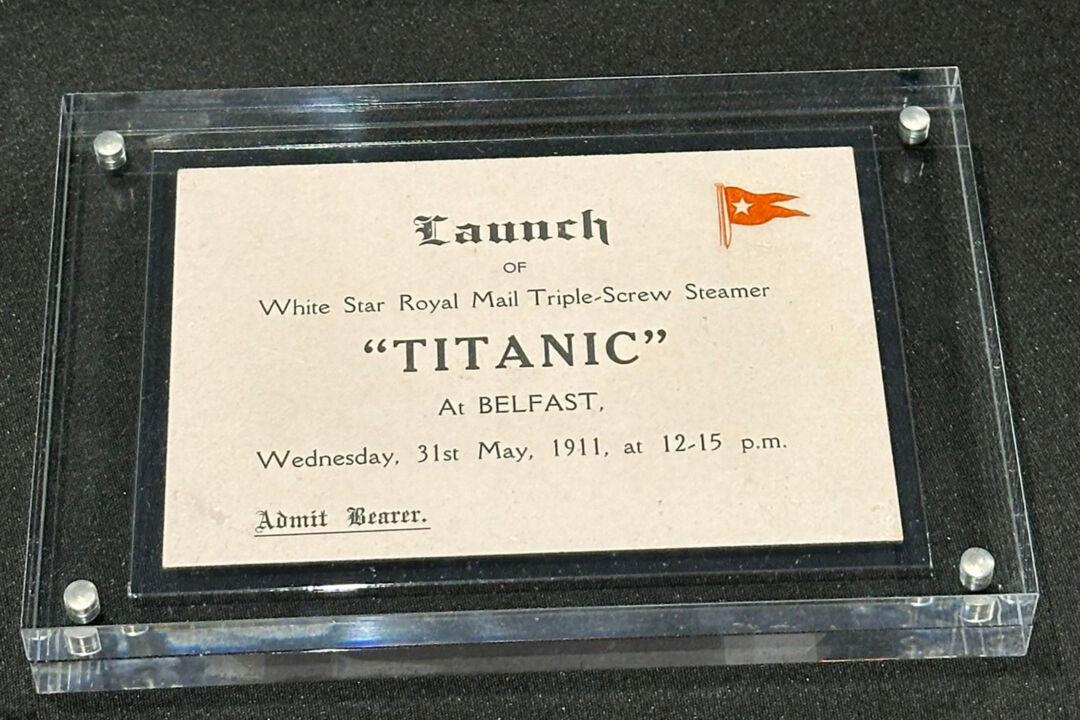 Launch
OF
White Star Royal Mail Triple-Screw Steamer
“TITANIC”
At BELFAST,
Wednesday, 31st May, 1911, at 12-15 p.m.
Admit Bearer.